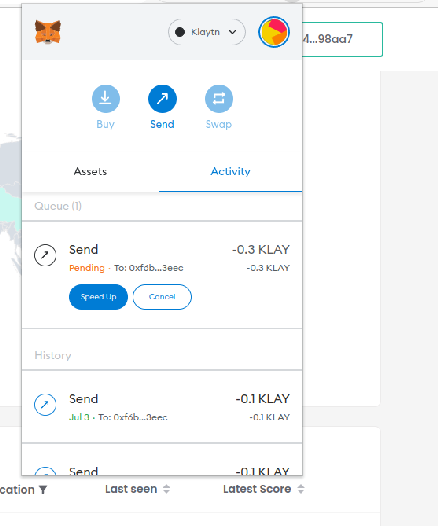 Klaytn
4...98aa7
Buy
Send
Swap
Assets
Activity
Queue (1)
Send
-0.3 KLAY
Pending · To: 0xfdb...3eec
-0.3 KLAY
Speed Up
Cancel
History
Send
-0.1 KLAY
Jul 3 · To: 0xf6b...3eec
-0.1 KLAY
Send
-0.1 KLAY
cation
Last seen
Latest Score